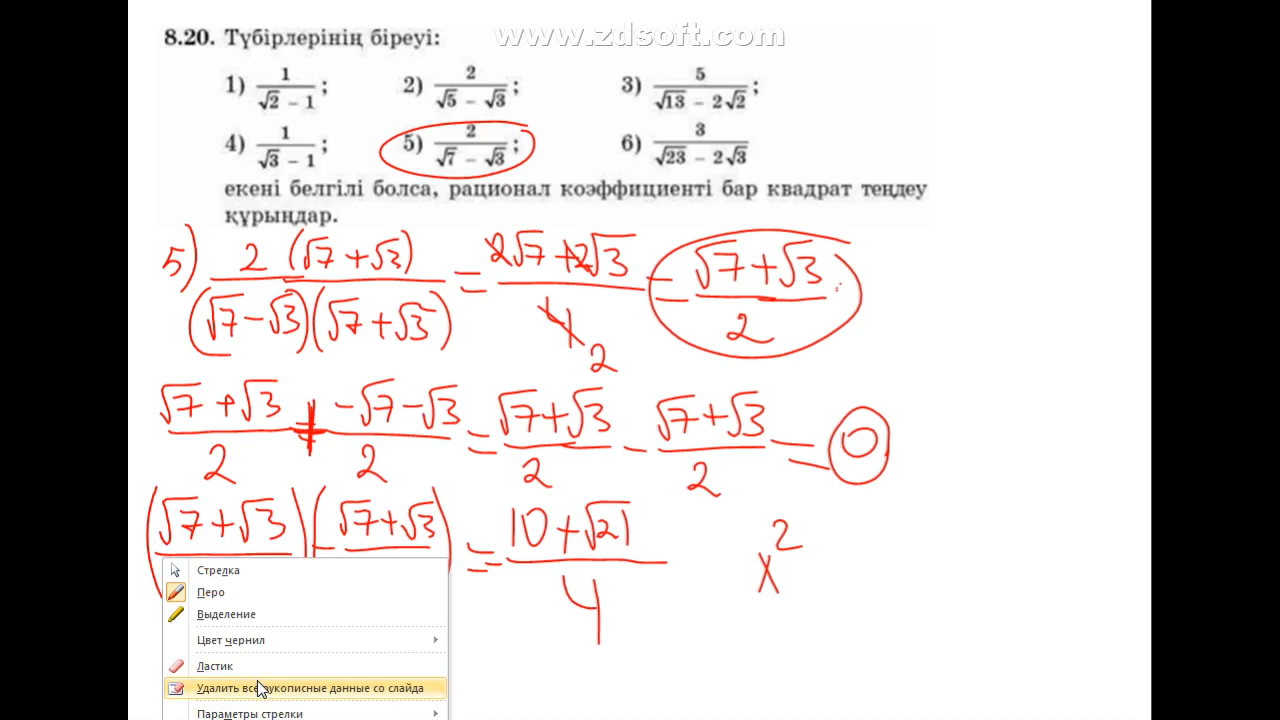 8.20. Түбірлерінің біреуі:
www.zdsoft.com
1) 1/(√2 - 1); 2) 2/(√5 - √3); 3) 5/(√13 - 2√2);
4) 1/(√3 - 1); 5) 2/(√7 - √3); 6) 3/(√23 - 2√3)
екені белгілі болса, рационал коэффициенті бар квадрат теңдеу
құрыңдар.
5) 2 (√7 + √3)/((√7 - √3)(√7 + √3)) = (2√7 + 2√3)/4 2 = (√7 + √3)/2
(√7 + √3)/2 + (-√7 - √3)/2 = (√7 + √3)/2 - (√7 + √3)/2 = 0
(√7 + √3) (- √7 + √3) = (10 + √21)/4 x²
Стрелка
Перо
Выделение
Цвет чернил
Ластик
Удалить все рукописные данные со слайда
Параметры стрелки